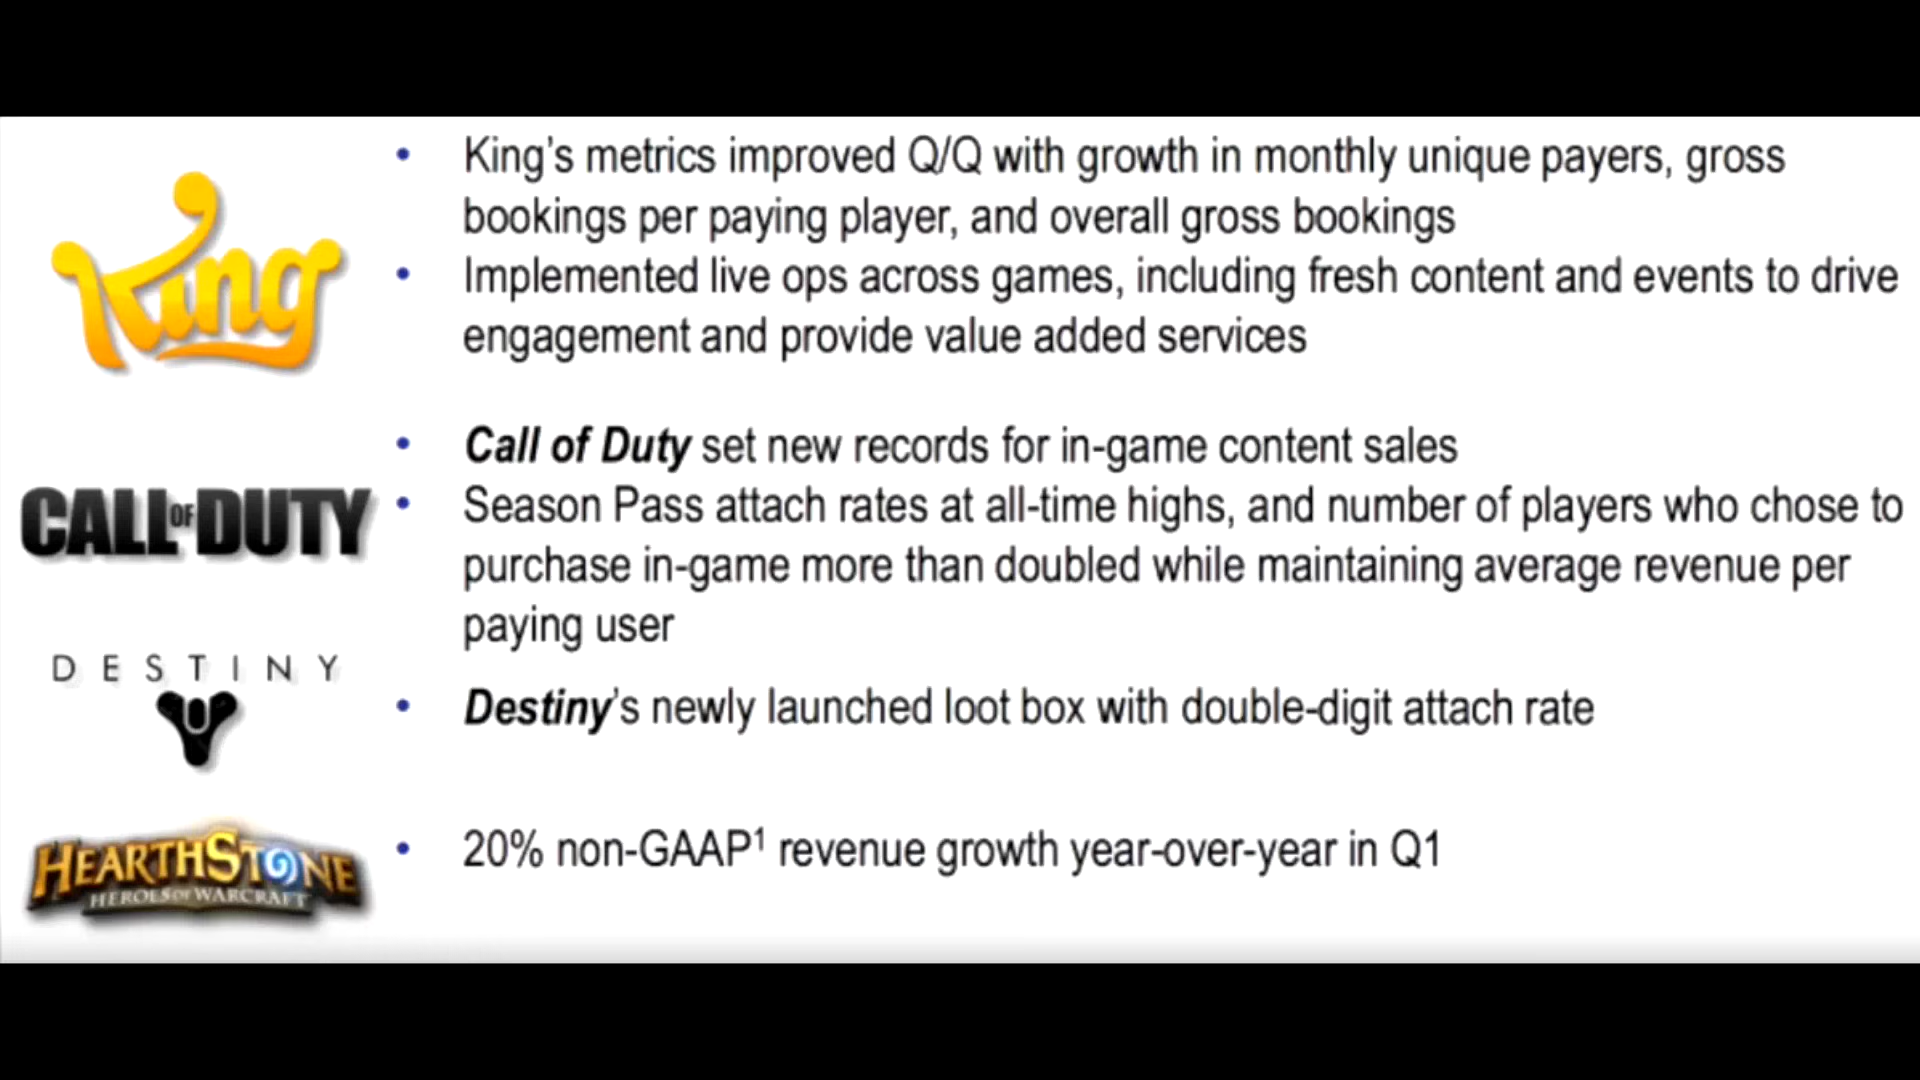 King
King's metrics improved Q/Q with growth in monthly unique payers, gross
bookings per paying player, and overall gross bookings
Implemented live ops across games, including fresh content and events to drive
engagement and provide value added services
CALL OF DUTY
Call of Duty set new records for in-game content sales
Season Pass attach rates at all-time highs, and number of players who chose to
purchase in-game more than doubled while maintaining average revenue per
paying user
DESTINY
Destiny's newly launched loot box with double-digit attach rate
HEARTHSTONE
HEROES OF WARCRAFT
20% non-GAAP¹ revenue growth year-over-year in Q1